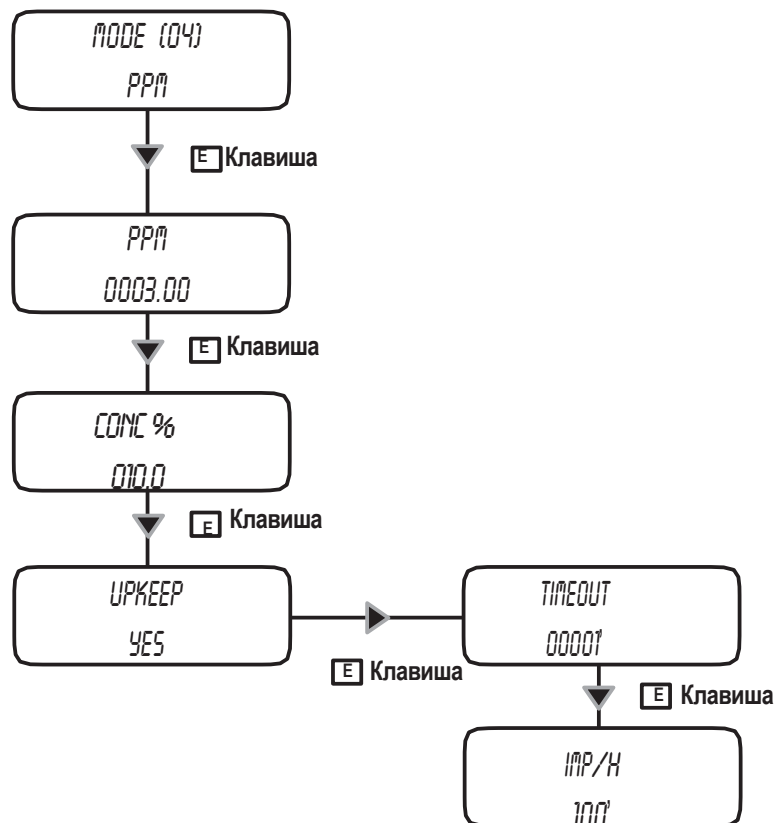 MODE (04)
PPM
E Клавиша
PPM
0003.00
E Клавиша
CONC %
010.0
E Клавиша
UPKEEP
YES
E Клавиша
TIMEOUT
00001'
E Клавиша
IMP/H
100'